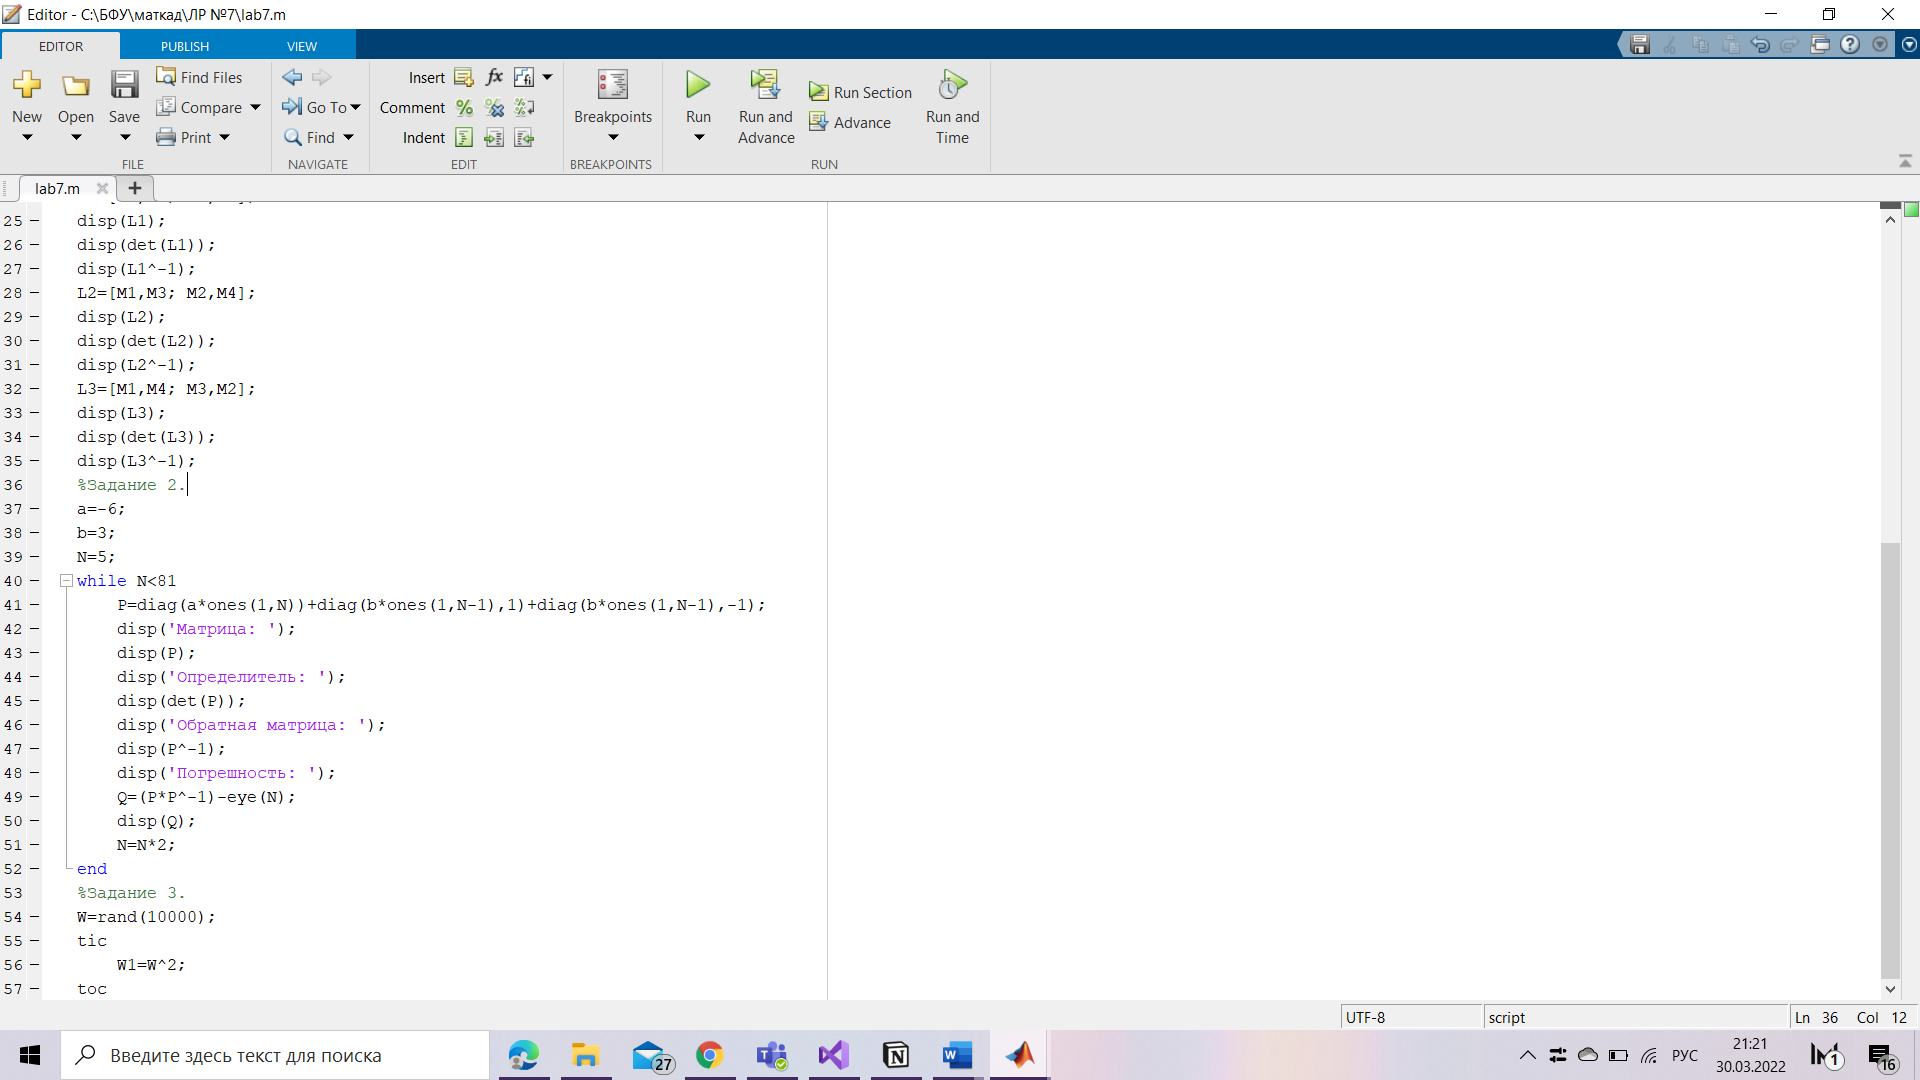 Editor - C:\БФУ\маткад\ЛР №7\lab7.m
EDITOR PUBLISH VIEW
New Open Save
Find Files
Compare
Print
FILE
Go To
Find
NAVIGATE
Insert fx
Comment
Indent
EDIT
Breakpoints
BREAKPOINTS
Run
Run and Advance
Run Section
Advance
Run and Time
RUN
lab7.m
25 disp(L1);
26 disp(det(L1));
27 disp(L1^-1);
28 L2=[M1,M3; M2,M4];
29 disp(L2);
30 disp(det(L2));
31 disp(L2^-1);
32 L3=[M1,M4; M3,M2];
33 disp(L3);
34 disp(det(L3));
35 disp(L3^-1);
36 %Задание 2.
37 a=-6;
38 b=3;
39 N=5;
40 while N<81
41 P=diag(a*ones(1,N))+diag(b*ones(1,N-1),1)+diag(b*ones(1,N-1),-1);
42 disp('Матрица: ');
43 disp(P);
44 disp('Определитель: ');
45 disp(det(P));
46 disp('Обратная матрица: ');
47 disp(P^-1);
48 disp('Погрешность: ');
49 Q=(P*P^-1)-eye(N);
50 disp(Q);
51 N=N*2;
52 end
53 %Задание 3.
54 W=rand(10000);
55 tic
56 W1=W^2;
57 toc
UTF-8 script Ln 36 Col 12
Введите здесь текст для поиска
27
РУС
21:21
30.03.2022
1
16